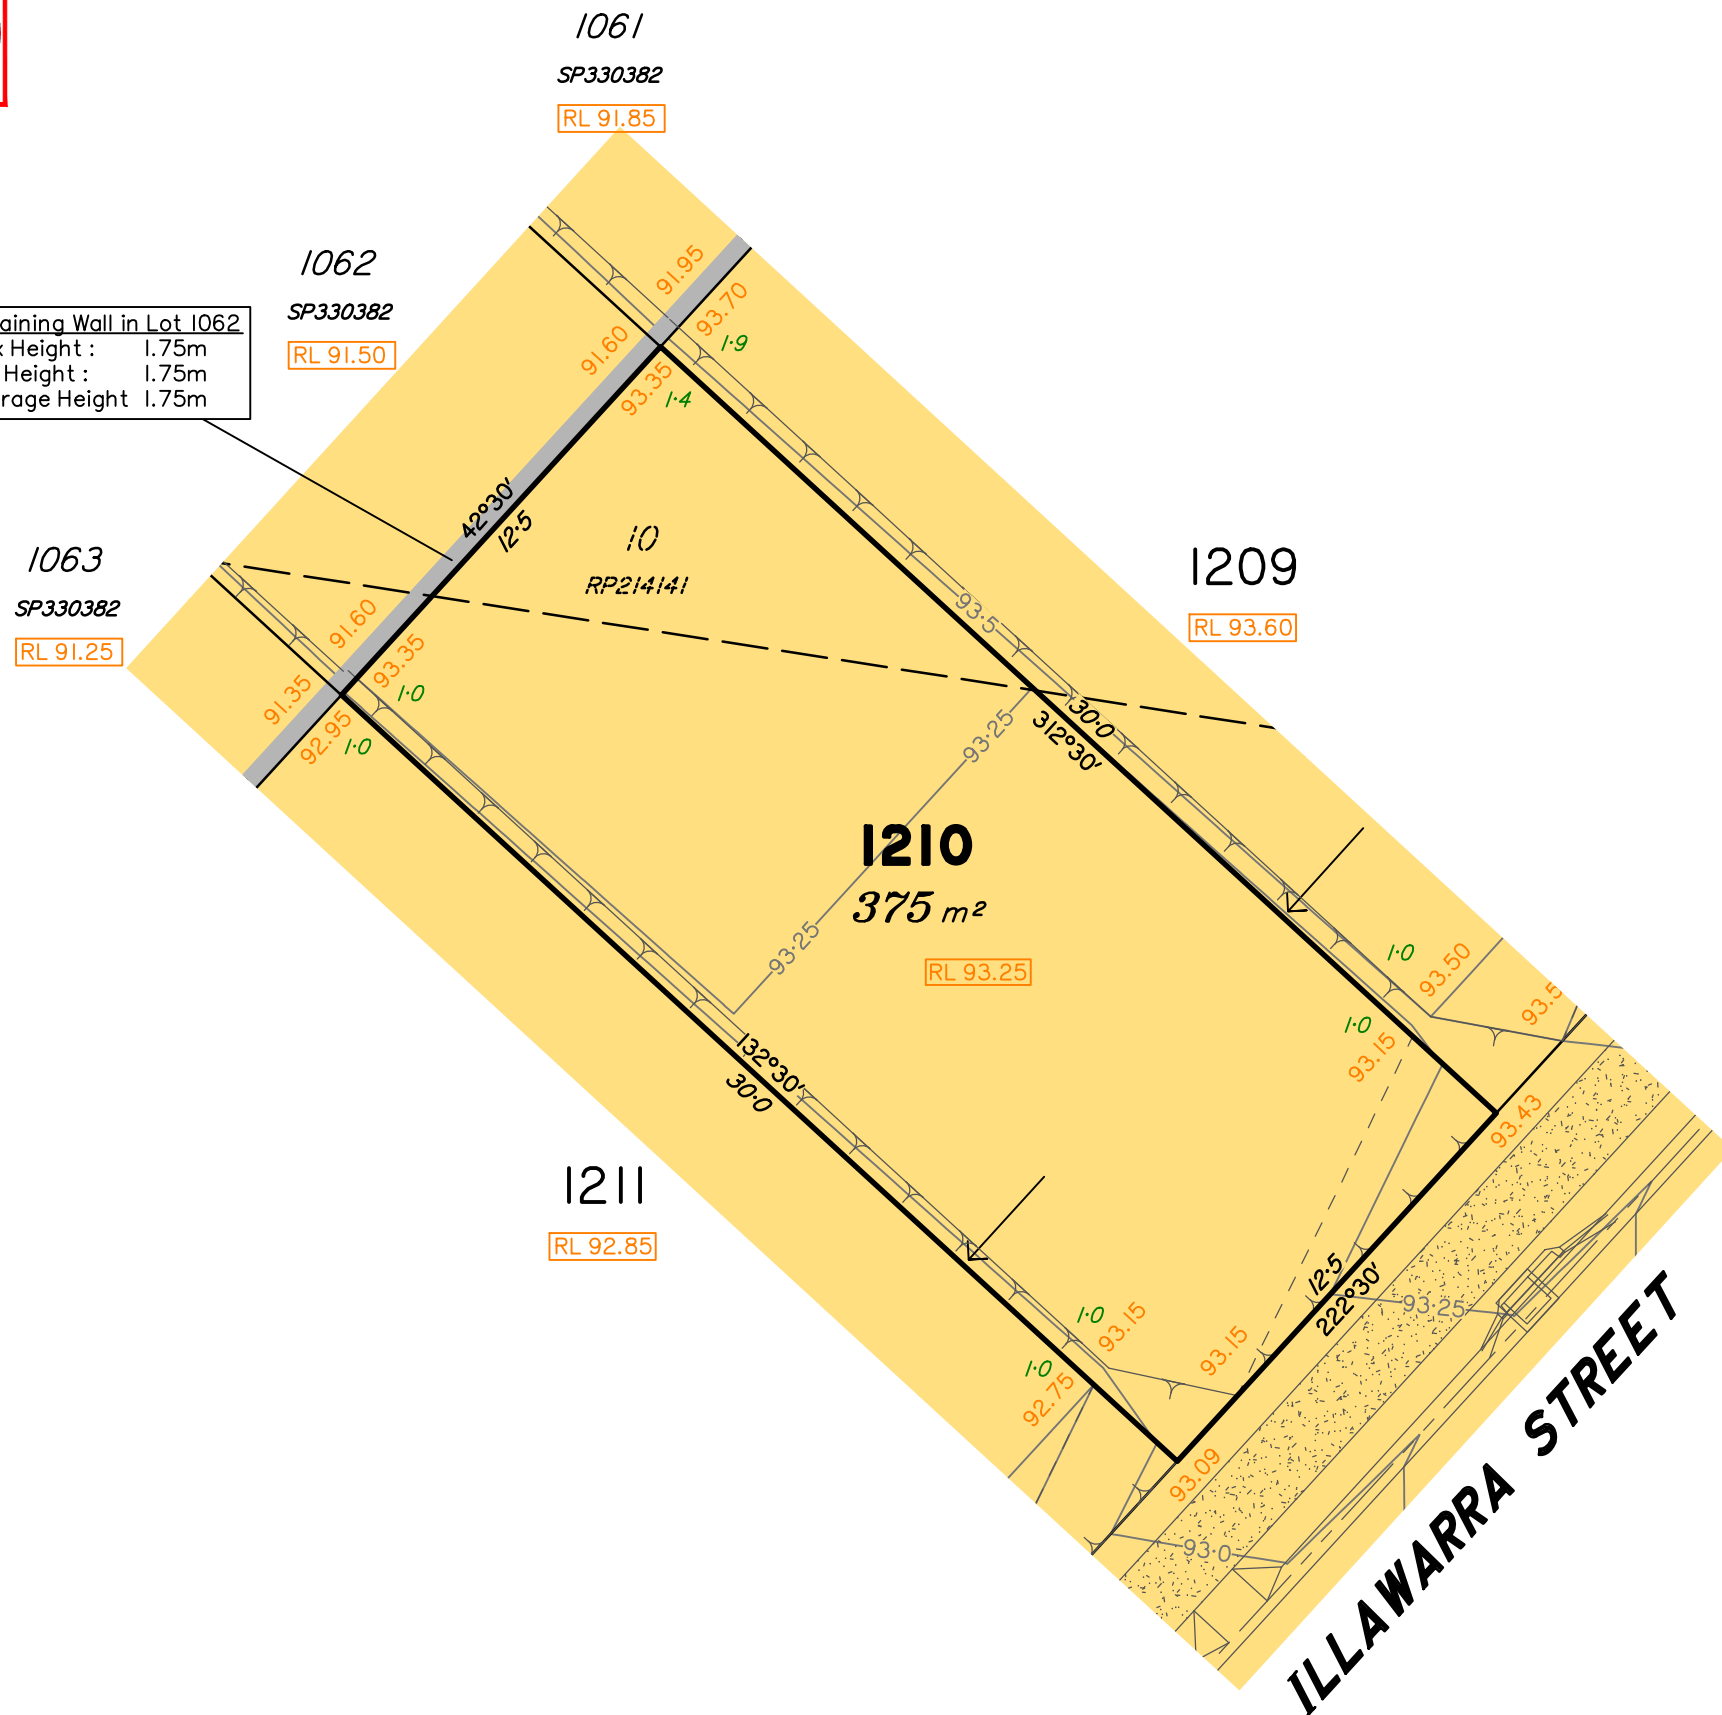 1061
SP330382
RL 91.85
1062
SP330382
RL 91.50
aining Wall in Lot 1062
x Height : 1.75m
Height : 1.75m
rage Height 1.75m
1063
SP330382
RL 91.25
91.95
93.70
1·9
91.60
93.35
1·4
42°30'
12·5
10
RP214141
91.60
93.35
1·0
91.35
92.95
1·0
1209
RL 93.60
93·5
30·0
312°30'
93·25
93·25
1210
375 m²
RL 93.25
1·0
93.50
93.5
1·0
93.15
93.43
132°30'
30·0
1211
RL 92.85
12·5
222°30'
93·25
1·0
93.15
93.15
1·0
92.75
93.09
93·0
ILLAWARRA STREET